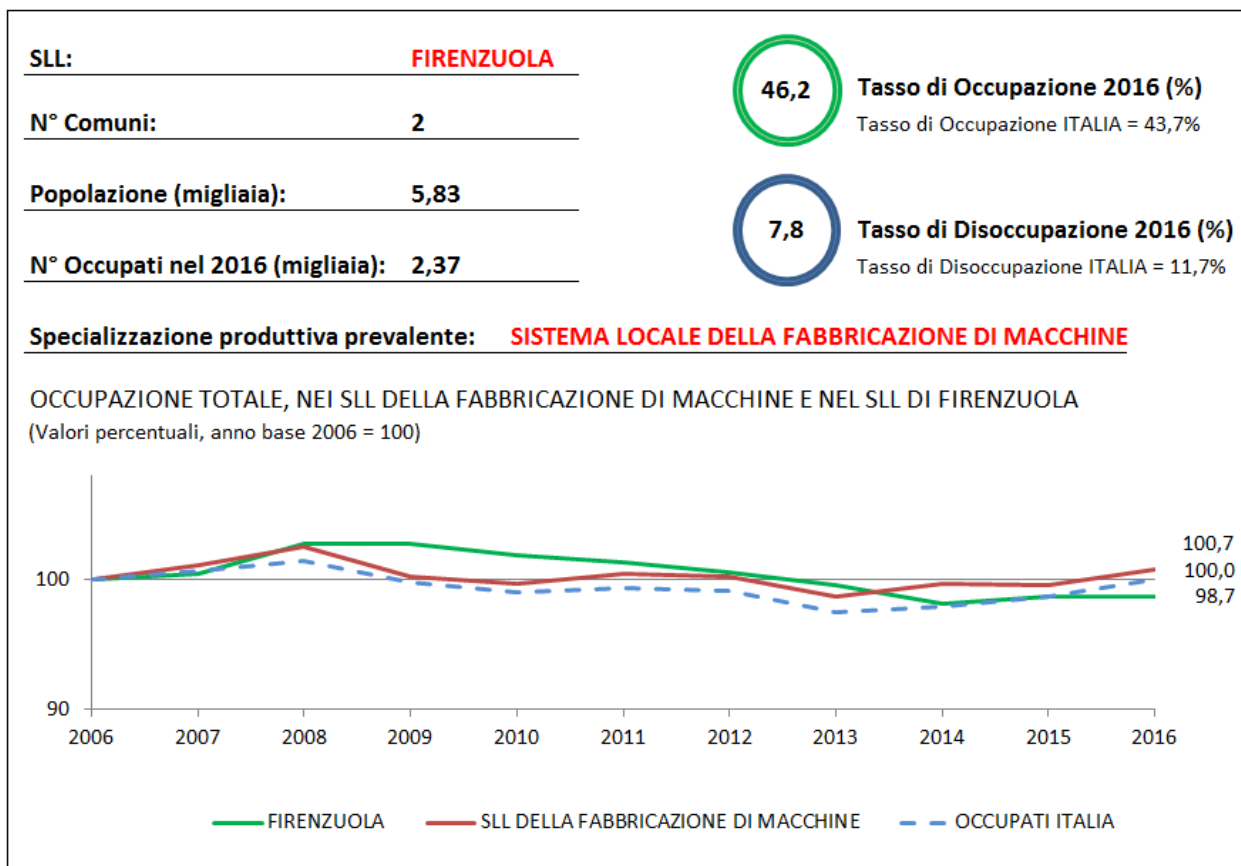 SLL: FIRENZUOLA
N° Comuni: 2
Popolazione (migliaia): 5,83
N° Occupati nel 2016 (migliaia): 2,37
46,2 Tasso di Occupazione 2016 (%)
Tasso di Occupazione ITALIA = 43,7%
7,8 Tasso di Disoccupazione 2016 (%)
Tasso di Disoccupazione ITALIA = 11,7%
Specializzazione produttiva prevalente: SISTEMA LOCALE DELLA FABBRICAZIONE DI MACCHINE
OCCUPAZIONE TOTALE, NEI SLL DELLA FABBRICAZIONE DI MACCHINE E NEL SLL DI FIRENZUOLA
(Valori percentuali, anno base 2006 = 100)
100,7
100
100,0
98,7
90
2006 2007 2008 2009 2010 2011 2012 2013 2014 2015 2016
FIRENZUOLA SLL DELLA FABBRICAZIONE DI MACCHINE OCCUPATI ITALIA